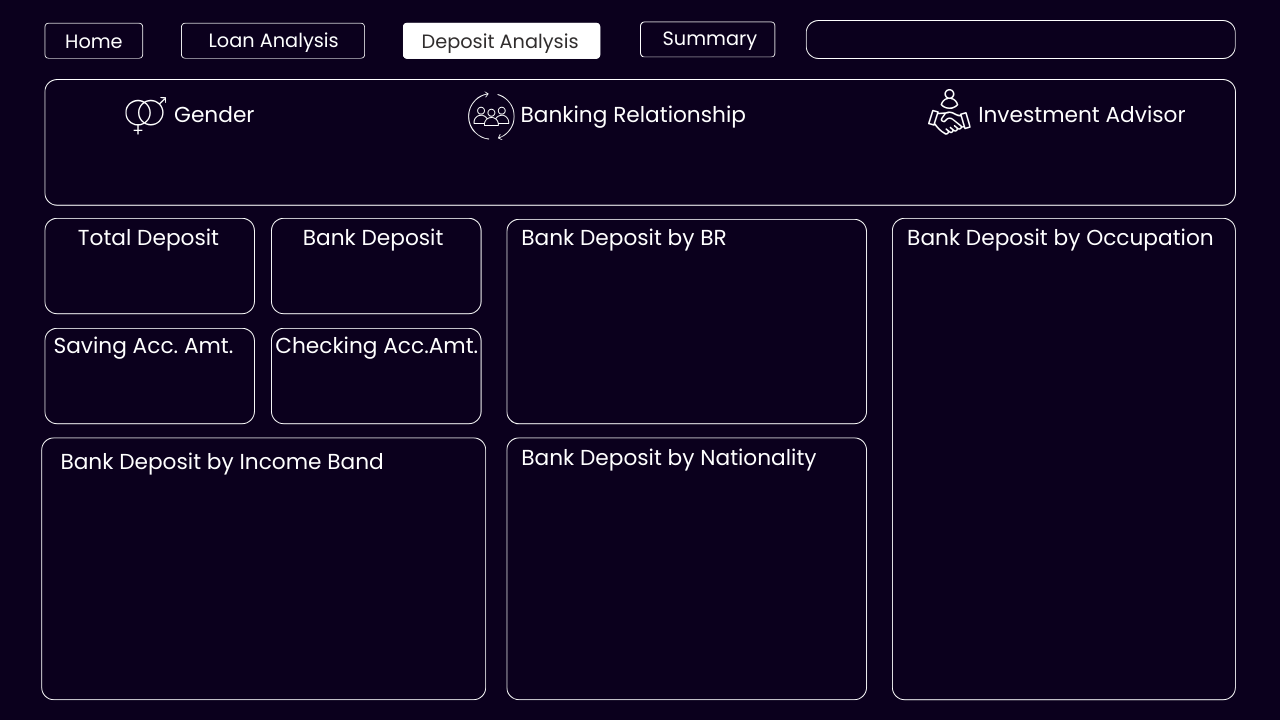 Home
Loan Analysis
Deposit Analysis
Summary
Gender
Banking Relationship
Investment Advisor
Total Deposit
Bank Deposit
Bank Deposit by BR
Bank Deposit by Occupation
Saving Acc. Amt.
Checking Acc.Amt.
Bank Deposit by Income Band
Bank Deposit by Nationality